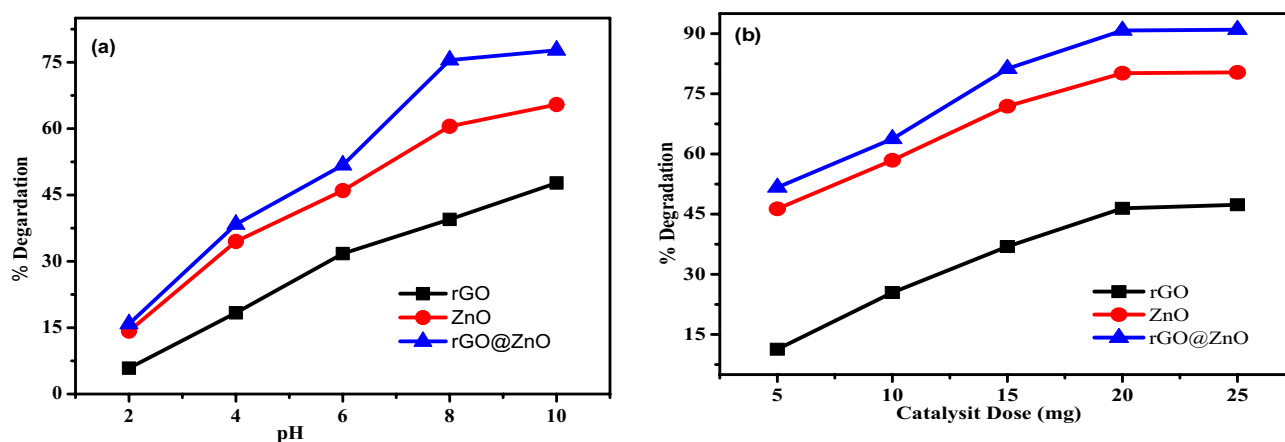 (a)
% Degardation
75
60
45
30
15
0
2 4 6 8 10
pH
rGO
ZnO
rGO@ZnO
(b)
% Degradation
90
75
60
45
30
15
5 10 15 20 25
Catalysit Dose (mg)
rGO
ZnO
rGO@ZnO